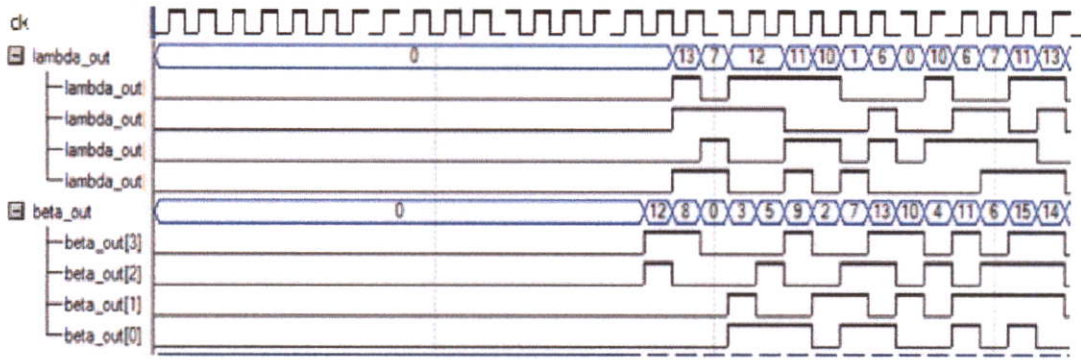 clk
lambda_out 0 13 7 12 11 10 1 6 0 10 6 7 11 13
lambda_out
lambda_out
lambda_out
lambda_out
beta_out 0 12 8 0 3 5 9 2 7 13 10 4 11 6 15 14
beta_out[3]
beta_out[2]
beta_out[1]
beta_out[0]